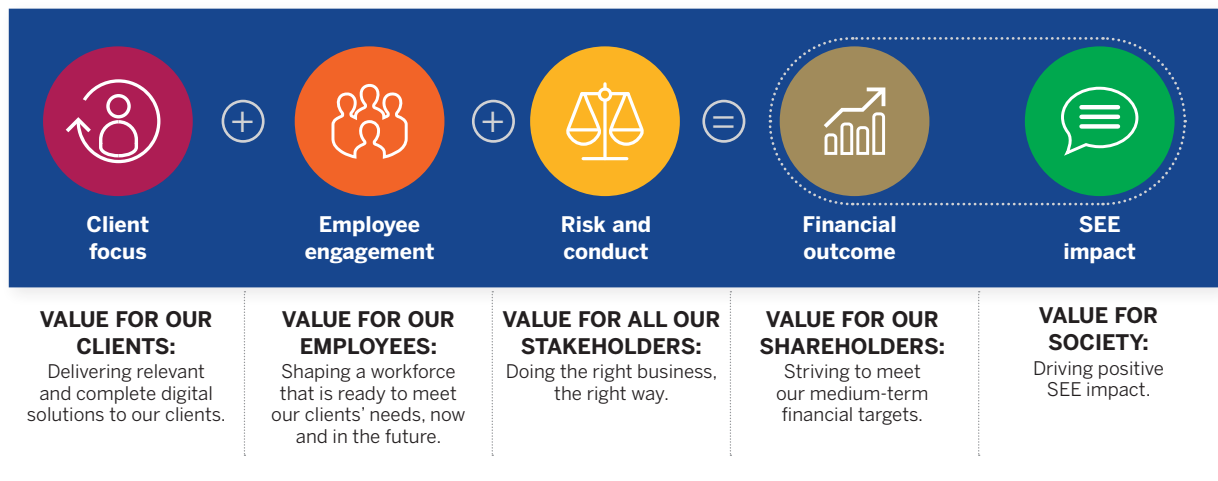 Client
focus
Employee
engagement
Risk and
conduct
Financial
outcome
SEE
impact
VALUE FOR OUR
CLIENTS:
Delivering relevant
and complete digital
solutions to our clients.
VALUE FOR OUR
EMPLOYEES:
Shaping a workforce
that is ready to meet
our clients’ needs, now
and in the future.
VALUE FOR ALL OUR
STAKEHOLDERS:
Doing the right business,
the right way.
VALUE FOR OUR
SHAREHOLDERS:
Striving to meet
our medium-term
financial targets.
VALUE FOR
SOCIETY:
Driving positive
SEE impact.